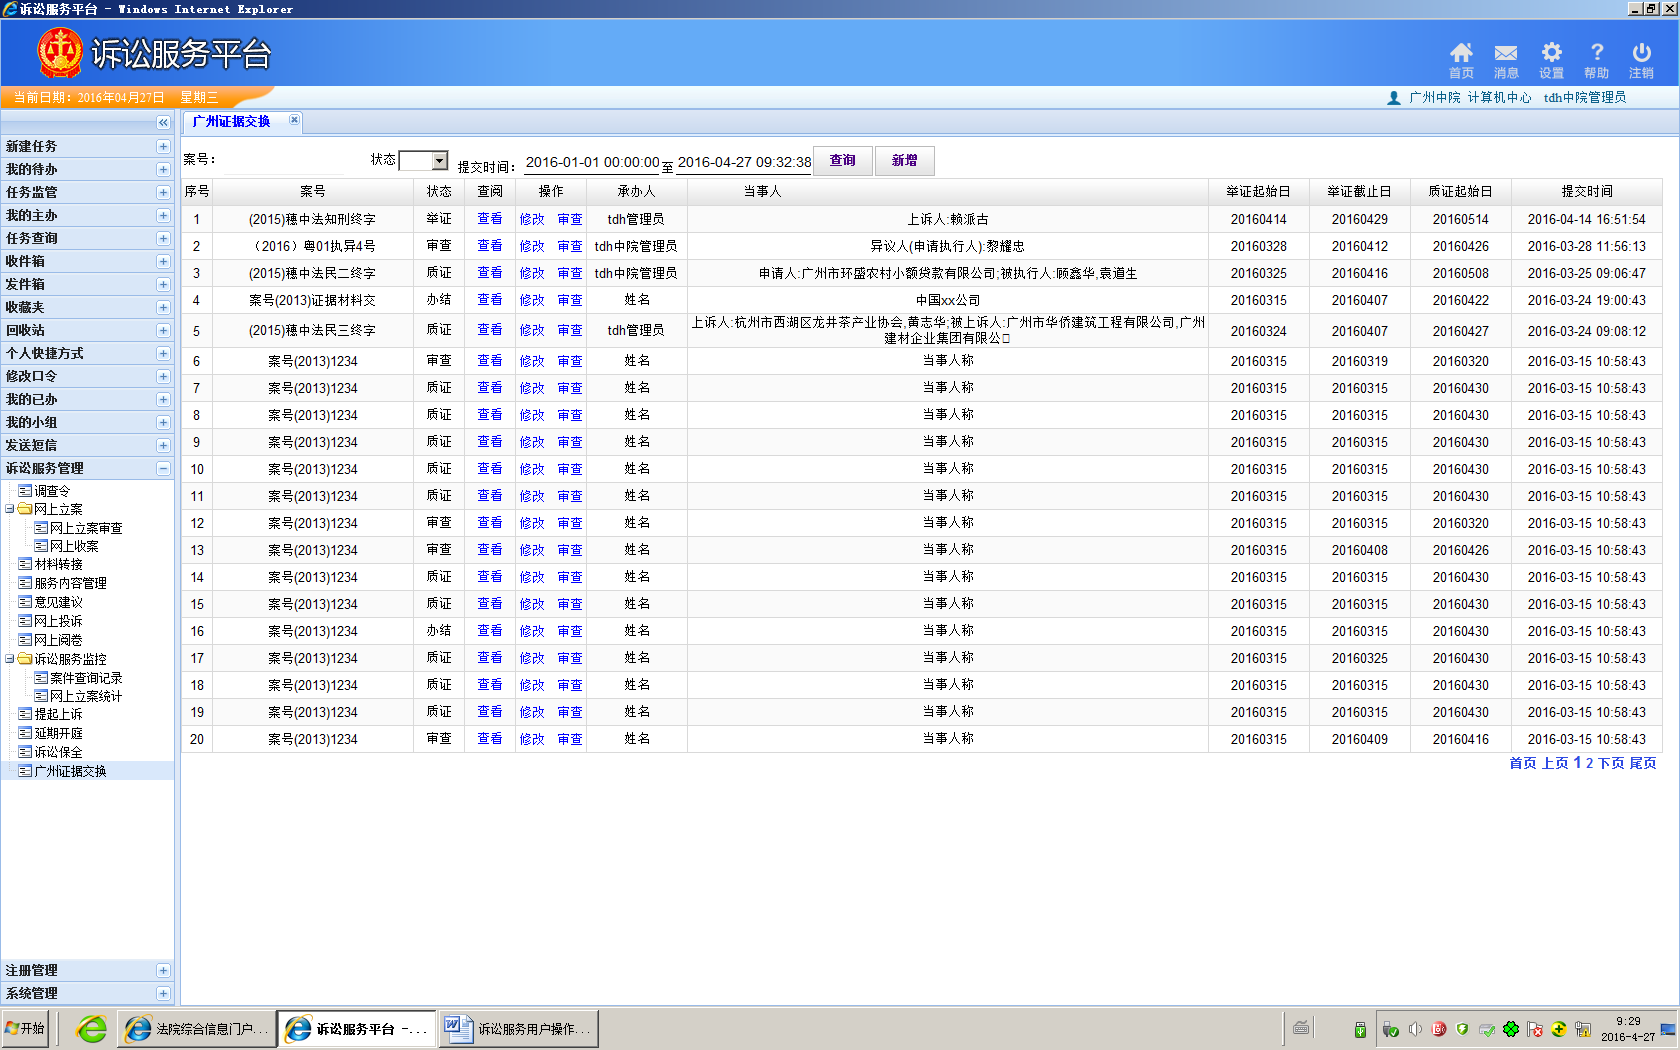 诉讼服务平台 - Windows Internet Explorer
诉讼服务平台
首页 消息 设置 帮助 注销
当前日期：2016年04月27日 星期三
广州中院 计算机中心 tdh中院管理员
新建任务
我的待办
任务监管
我的主办
任务查询
收件箱
发件箱
收藏夹
回收站
个人快捷方式
修改口令
我的已办
我的小组
发送短信
诉讼服务管理
调查令
网上立案
网上立案审查
网上收案
材料转接
服务内容管理
意见建议
网上投诉
网上阅卷
诉讼服务监控
案件查询记录
网上立案统计
提起上诉
延期开庭
诉讼保全
广州证据交换
注册管理
系统管理
广州证据交换
案号： 状态 提交时间： 2016-01-01 00:00:00 至 2016-04-27 09:32:38 查询 新增
序号 案号 状态 查阅 操作 承办人 当事人 举证起始日 举证截止日 质证起始日 提交时间
1 (2015)穗中法知刑终字 举证 查看 修改 审查 tdh管理员 上诉人:赖派古 20160414 20160429 20160514 2016-04-14 16:51:54
2 （2016）粤01执异4号 审查 查看 修改 审查 tdh中院管理员 异议人(申请执行人):黎耀忠 20160328 20160412 20160426 2016-03-28 11:56:13
3 (2015)穗中法民二终字 质证 查看 修改 审查 tdh中院管理员 申请人:广州市环盛农村小额贷款有限公司;被执行人:顾鑫华,袁道生 20160325 20160416 20160508 2016-03-25 09:06:47
4 案号(2013)证据材料交 办结 查看 修改 审查 姓名 中国xx公司 20160315 20160407 20160422 2016-03-24 19:00:43
5 (2015)穗中法民三终字 质证 查看 修改 审查 tdh管理员 上诉人:杭州市西湖区龙井茶产业协会,黄志华;被上诉人:广州市华侨建筑工程有限公司,广州
建材企业集团有限公□ 20160324 20160407 20160427 2016-03-24 09:08:12
6 案号(2013)1234 审查 查看 修改 审查 姓名 当事人称 20160315 20160319 20160320 2016-03-15 10:58:43
7 案号(2013)1234 质证 查看 修改 审查 姓名 当事人称 20160315 20160315 20160430 2016-03-15 10:58:43
8 案号(2013)1234 质证 查看 修改 审查 姓名 当事人称 20160315 20160315 20160430 2016-03-15 10:58:43
9 案号(2013)1234 质证 查看 修改 审查 姓名 当事人称 20160315 20160315 20160430 2016-03-15 10:58:43
10 案号(2013)1234 质证 查看 修改 审查 姓名 当事人称 20160315 20160315 20160430 2016-03-15 10:58:43
11 案号(2013)1234 质证 查看 修改 审查 姓名 当事人称 20160315 20160315 20160430 2016-03-15 10:58:43
12 案号(2013)1234 审查 查看 修改 审查 姓名 当事人称 20160315 20160315 20160320 2016-03-15 10:58:43
13 案号(2013)1234 审查 查看 修改 审查 姓名 当事人称 20160315 20160408 20160426 2016-03-15 10:58:43
14 案号(2013)1234 质证 查看 修改 审查 姓名 当事人称 20160315 20160315 20160430 2016-03-15 10:58:43
15 案号(2013)1234 质证 查看 修改 审查 姓名 当事人称 20160315 20160315 20160430 2016-03-15 10:58:43
16 案号(2013)1234 办结 查看 修改 审查 姓名 当事人称 20160315 20160315 20160430 2016-03-15 10:58:43
17 案号(2013)1234 质证 查看 修改 审查 姓名 当事人称 20160315 20160325 20160430 2016-03-15 10:58:43
18 案号(2013)1234 质证 查看 修改 审查 姓名 当事人称 20160315 20160315 20160430 2016-03-15 10:58:43
19 案号(2013)1234 质证 查看 修改 审查 姓名 当事人称 20160315 20160315 20160430 2016-03-15 10:58:43
20 案号(2013)1234 审查 查看 修改 审查 姓名 当事人称 20160315 20160409 20160416 2016-03-15 10:58:43
首页 上页 1 2 下页 尾页
开始 法院综合信息门户... 诉讼服务平台 -... 诉讼服务用户操作... 9:29
2016-4-27